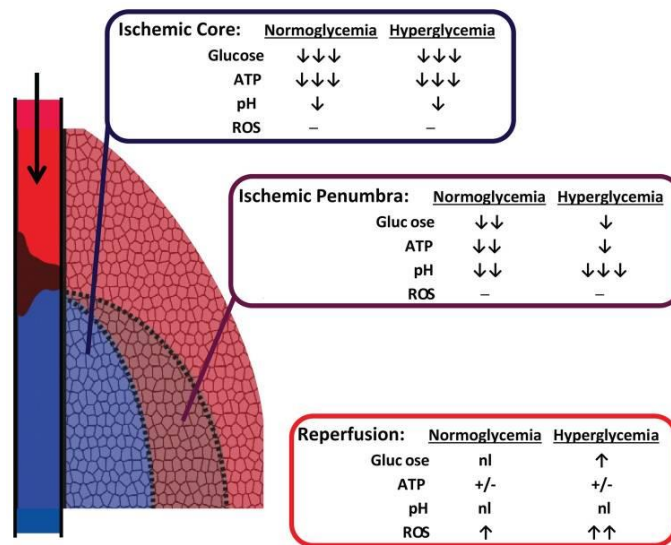 Ischemic Core: Normoglycemia Hyperglycemia
Glucose ↓↓↓ ↓↓↓
ATP ↓↓↓ ↓↓↓
pH ↓ ↓
ROS – –
Ischemic Penumbra: Normoglycemia Hyperglycemia
Gluc ose ↓↓ ↓
ATP ↓↓ ↓
pH ↓↓ ↓↓↓
ROS – –
Reperfusion: Normoglycemia Hyperglycemia
Gluc ose nl ↑
ATP +/- +/-
pH nl nl
ROS ↑ ↑↑